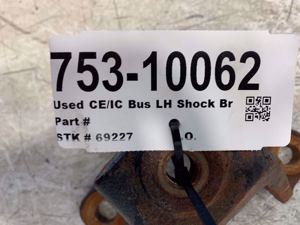 753-10062
Used CE/IC Bus LH Shock Br
Part #
STK # 69227 .O.